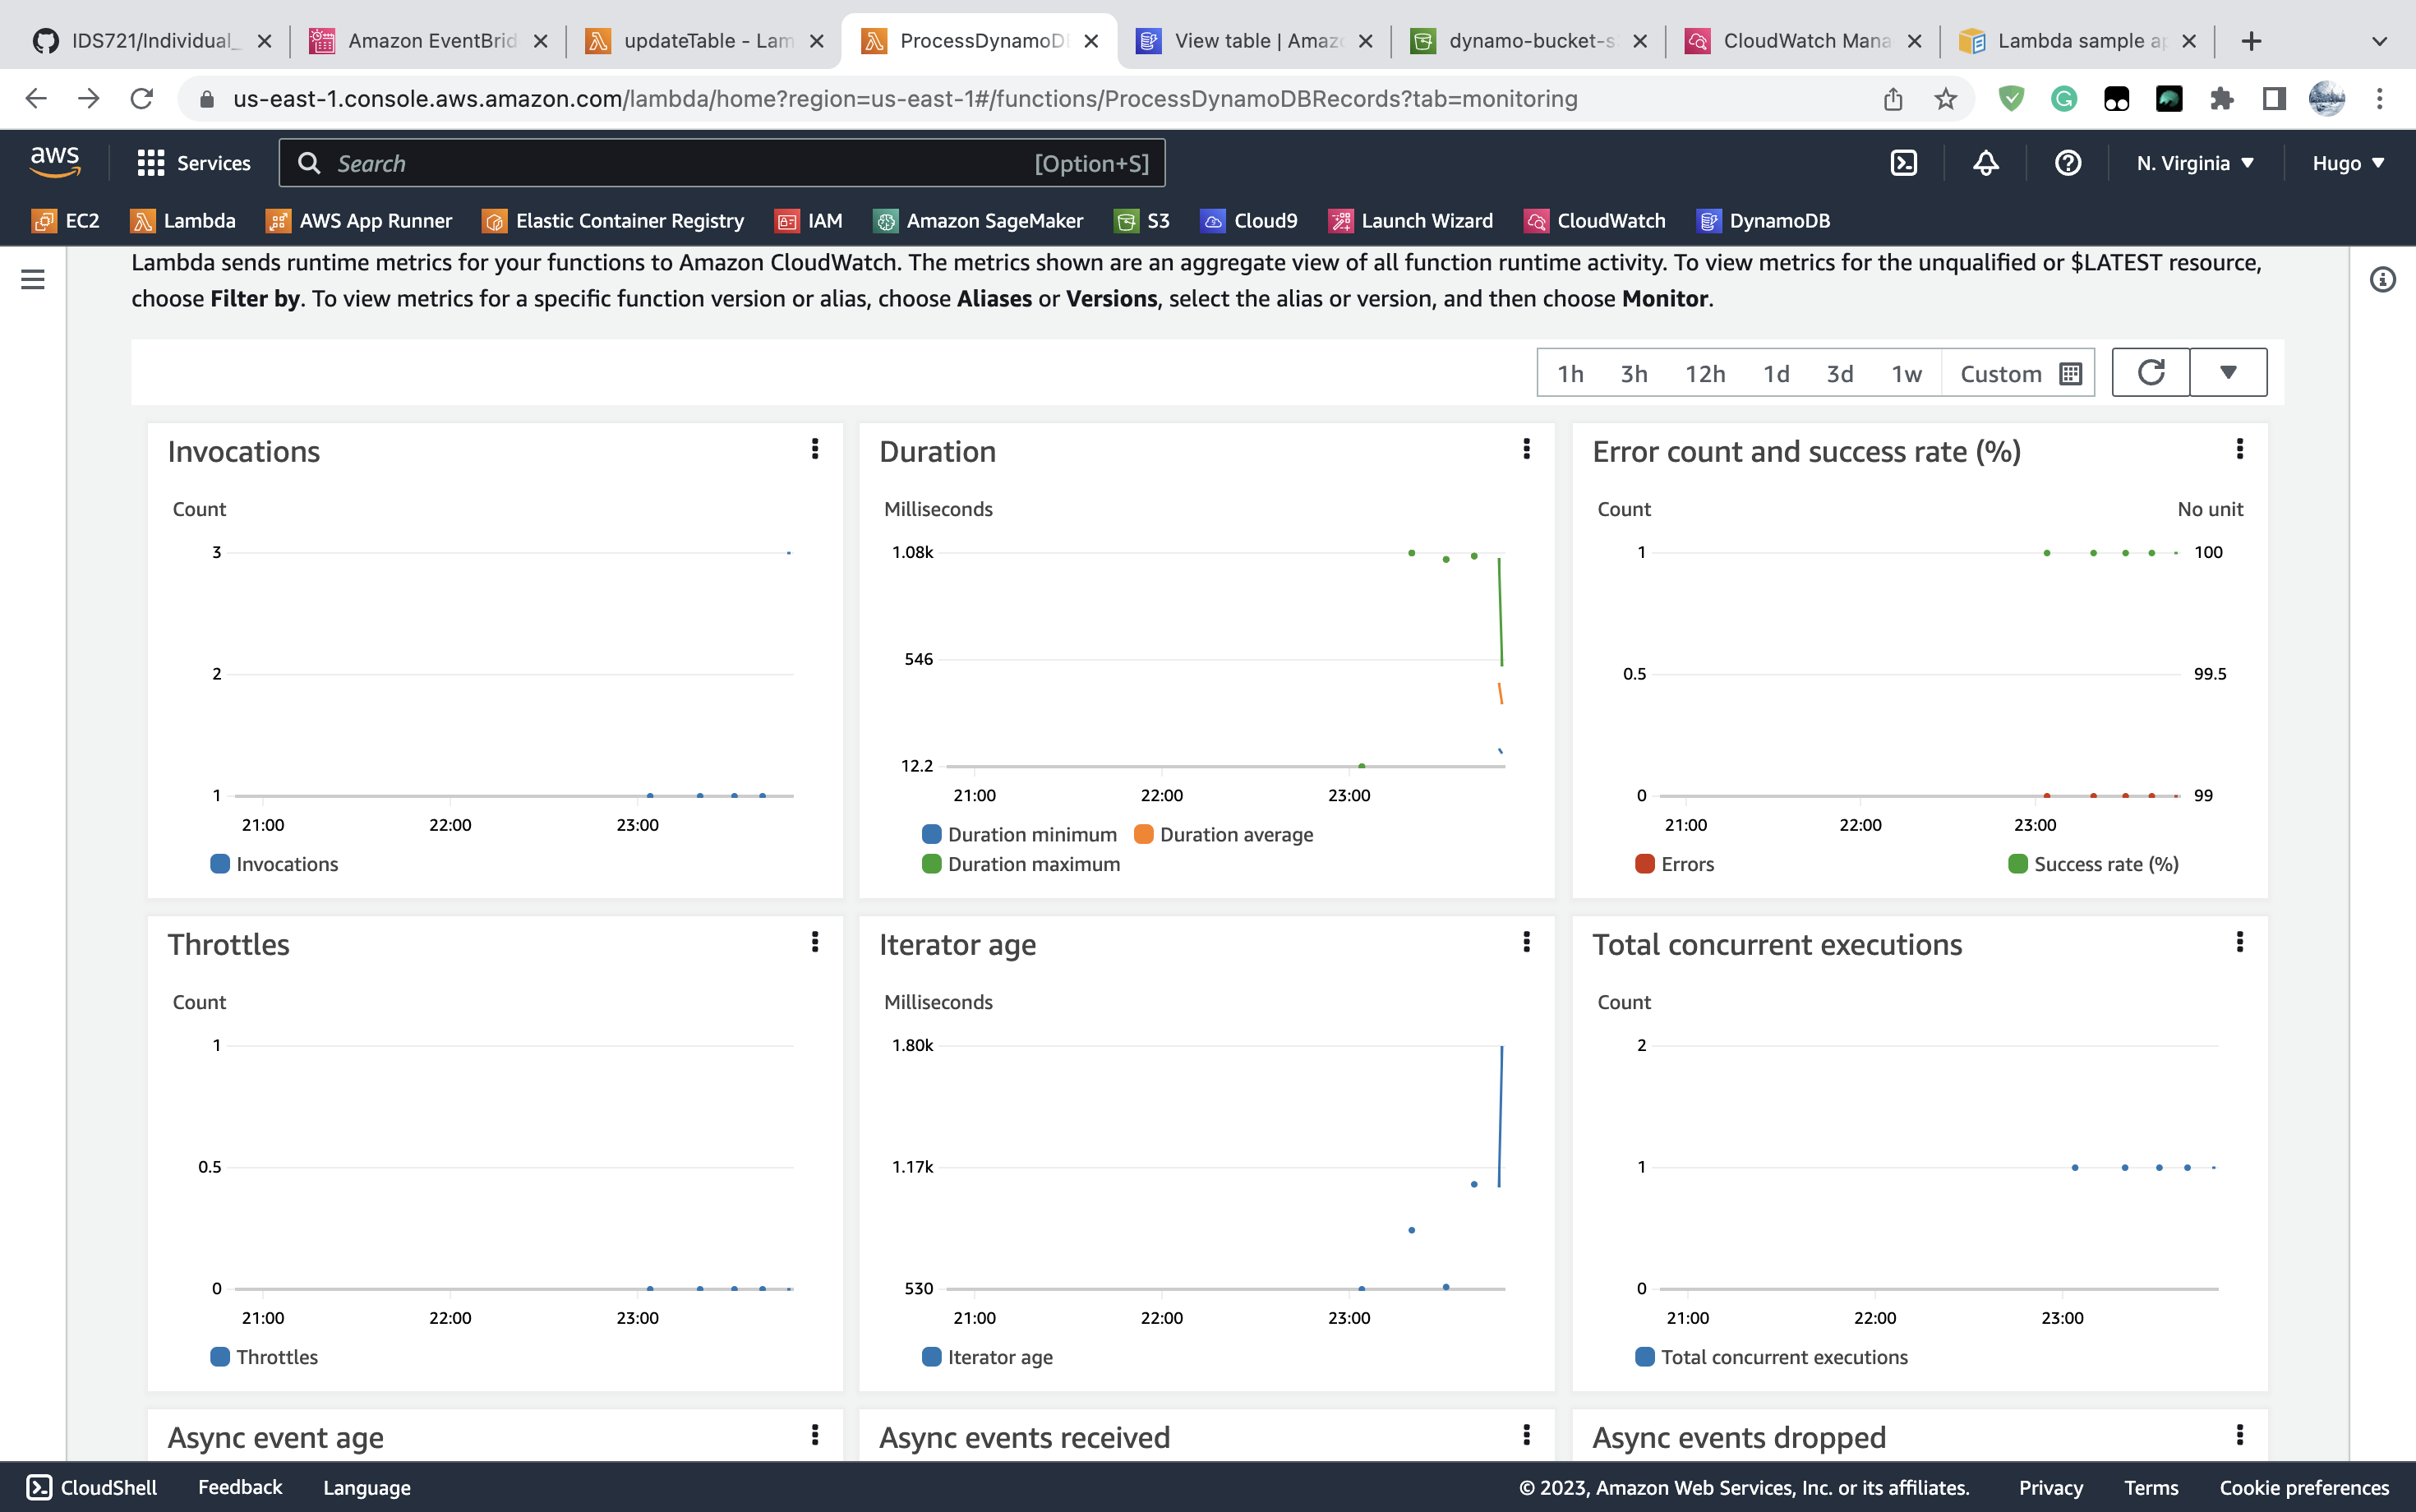 IDS721/Individual_
Amazon EventBrid
updateTable - Lam
ProcessDynamoD
View table | Amaz
dynamo-bucket-s
CloudWatch Mana
Lambda sample a
us-east-1.console.aws.amazon.com/lambda/home?region=us-east-1#/functions/ProcessDynamoDBRecords?tab=monitoring
aws
Services
Search
[Option+S]
N. Virginia
Hugo
EC2
Lambda
AWS App Runner
Elastic Container Registry
IAM
Amazon SageMaker
S3
Cloud9
Launch Wizard
CloudWatch
DynamoDB
Lambda sends runtime metrics for your functions to Amazon CloudWatch. The metrics shown are an aggregate view of all function runtime activity. To view metrics for the unqualified or $LATEST resource,
choose Filter by. To view metrics for a specific function version or alias, choose Aliases or Versions, select the alias or version, and then choose Monitor.
1h 3h 12h 1d 3d 1w Custom
Invocations
Count
3
2
1
21:00 22:00 23:00
Invocations
Duration
Milliseconds
1.08k
546
12.2
21:00 22:00 23:00
Duration minimum Duration average
Duration maximum
Error count and success rate (%)
Count No unit
1 100
0.5 99.5
0 99
21:00 22:00 23:00
Errors Success rate (%)
Throttles
Count
1
0.5
0
21:00 22:00 23:00
Throttles
Iterator age
Milliseconds
1.80k
1.17k
530
21:00 22:00 23:00
Iterator age
Total concurrent executions
Count
2
1
0
21:00 22:00 23:00
Total concurrent executions
Async event age
Async events received
Async events dropped
CloudShell Feedback Language
© 2023, Amazon Web Services, Inc. or its affiliates. Privacy Terms Cookie preferences